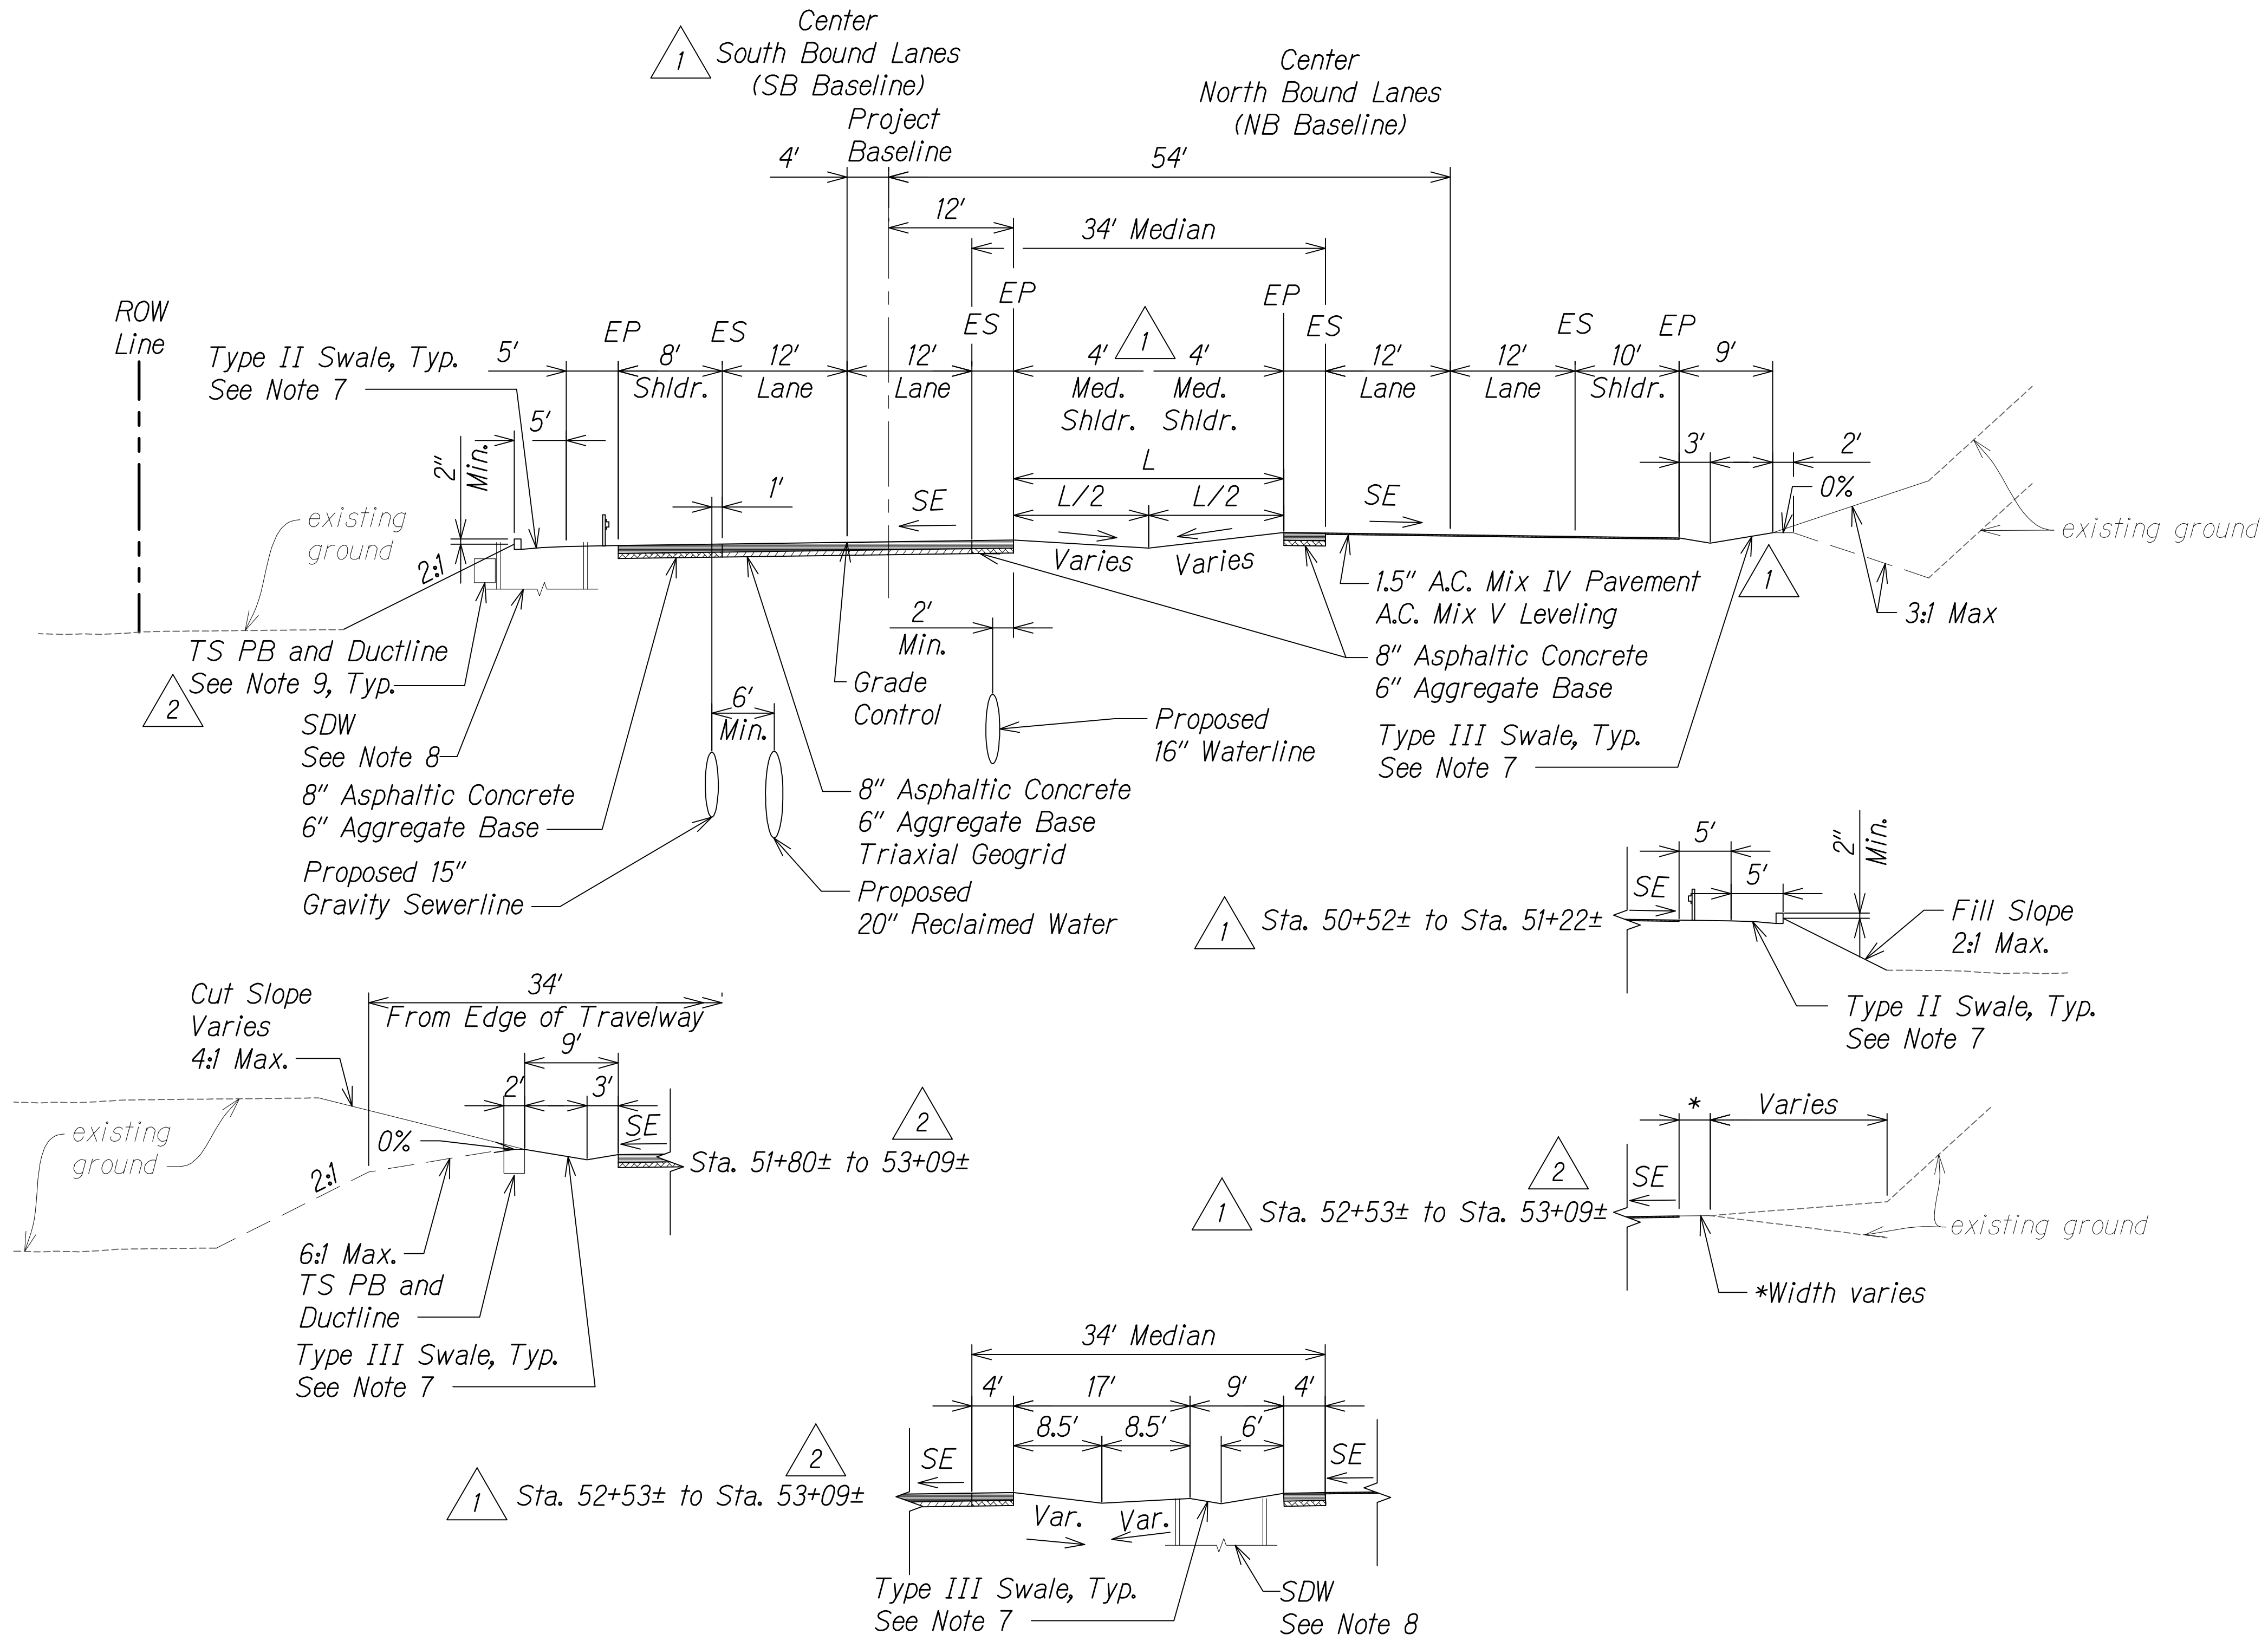 Center
South Bound Lanes
(SB Baseline)
1
Project
Baseline
Center
North Bound Lanes
(NB Baseline)
4'
54'
12'
34' Median
ROW
Line
EP
ES
ES
EP
EP
ES
ES
EP
1
Type II Swale, Typ.
See Note 7
5'
8'
Shldr.
12'
Lane
12'
Lane
4'
Med.
Shldr.
4'
Med.
Shldr.
12'
Lane
12'
Lane
10'
Shldr.
9'
5'
2"
Min.
1'
SE
L
L/2
L/2
SE
3'
2'
0%
existing
ground
2:1
Varies
Varies
existing ground
1
3:1 Max
1.5" A.C. Mix IV Pavement
A.C. Mix V Leveling
8" Asphaltic Concrete
6" Aggregate Base
Type III Swale, Typ.
See Note 7
TS PB and Ductline
See Note 9, Typ.
2
SDW
See Note 8
8" Asphaltic Concrete
6" Aggregate Base
Proposed 15"
Gravity Sewerline
6'
Min.
2'
Min.
Grade
Control
Proposed
16" Waterline
8" Asphaltic Concrete
6" Aggregate Base
Triaxial Geogrid
Proposed
20" Reclaimed Water
5'
5'
2"
Min.
SE
1
Sta. 50+52± to Sta. 51+22±
Fill Slope
2:1 Max.
Type II Swale, Typ.
See Note 7
Cut Slope
Varies
4:1 Max.
34'
From Edge of Travelway
9'
2'
3'
SE
0%
existing
ground
2:1
2
Sta. 51+80± to 53+09±
6:1 Max.
TS PB and
Ductline
Type III Swale, Typ.
See Note 7
*
Varies
SE
2
1
Sta. 52+53± to Sta. 53+09±
existing ground
*Width varies
34' Median
4'
17'
9'
4'
8.5'
8.5'
6'
SE
SE
2
1
Sta. 52+53± to Sta. 53+09±
Var.
Var.
Type III Swale, Typ.
See Note 7
SDW
See Note 8